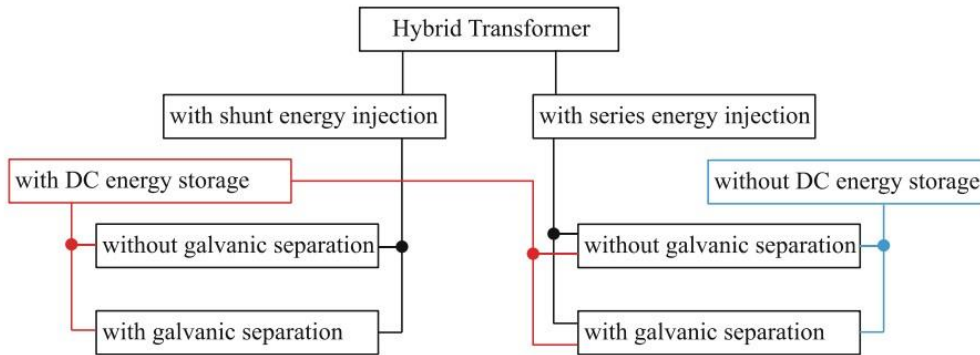 Hybrid Transformer
with shunt energy injection
with series energy injection
with DC energy storage
without DC energy storage
without galvanic separation
without galvanic separation
with galvanic separation
with galvanic separation